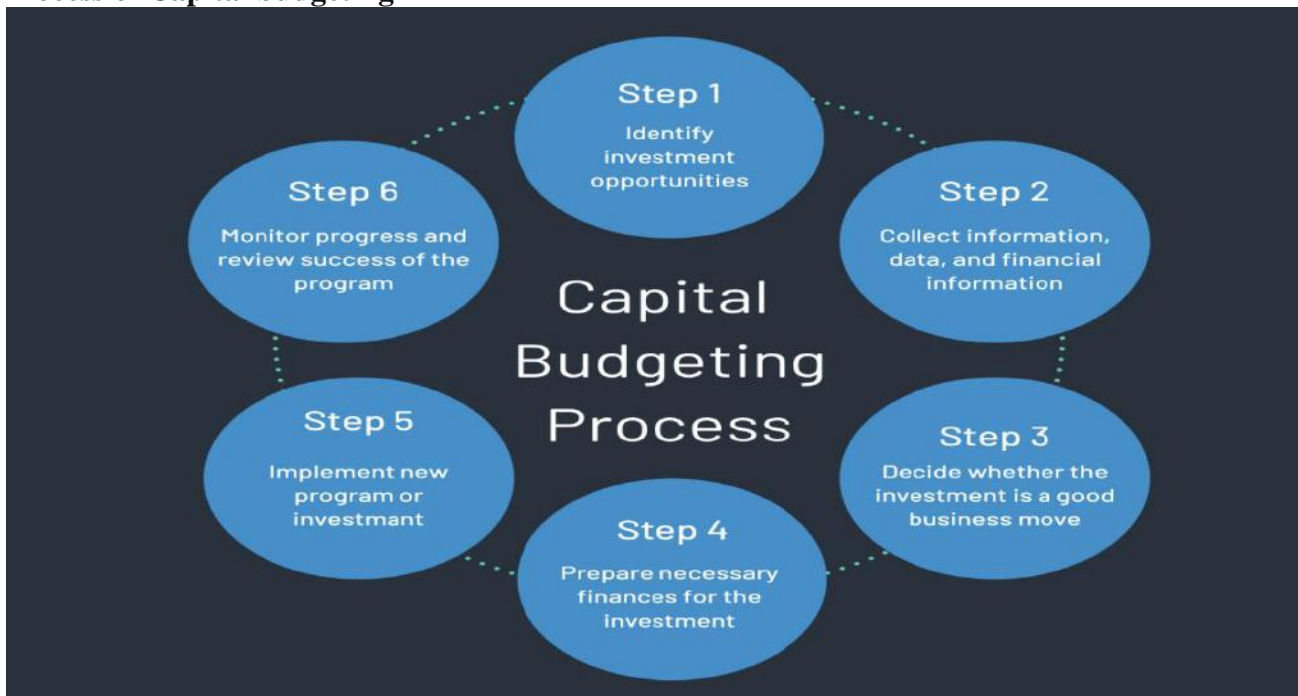 Step 1
Identify
investment
opportunities
Step 2
Collect information,
data, and financial
information
Step 3
Decide whether the
investment is a good
business move
Step 4
Prepare necessary
finances for the
investment
Step 5
Implement new
program or
investmant
Step 6
Monitor progress and
review success of the
program
Capital
Budgeting
Process